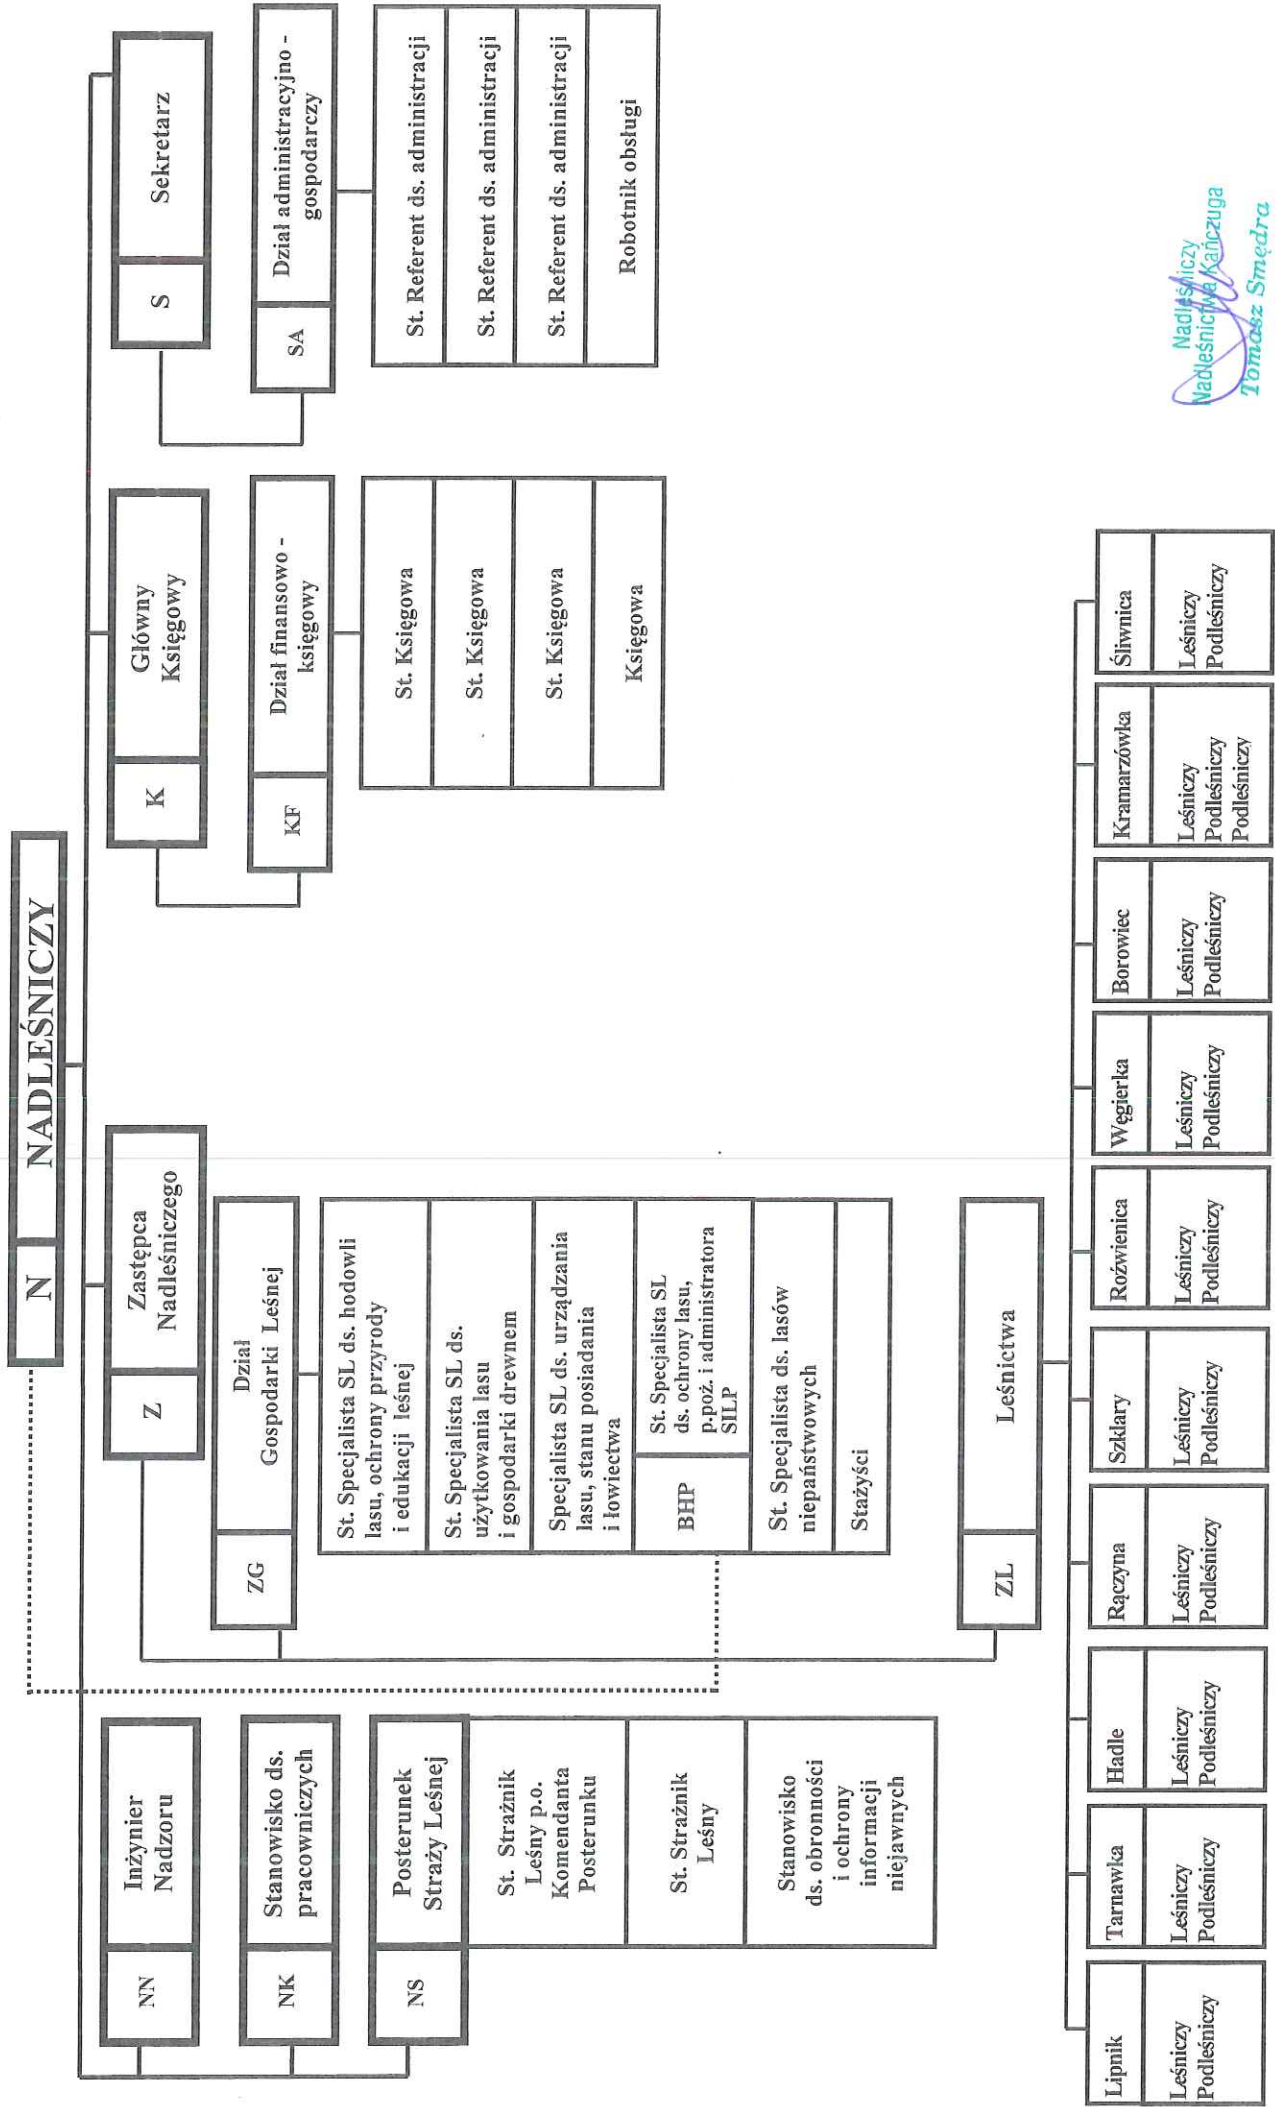 N
NADLEŚNICZY
NN
Inżynier
Nadzoru
NK
Stanowisko ds.
pracowniczych
NS
Posterunek
Straży Leśnej
St. Strażnik
Leśny p.o.
Komendanta
Posterunku
St. Strażnik
Leśny
Stanowisko
ds. obronności
i ochrony
informacji
niejawnych
Z
Zastępca
Nadleśniczego
ZG
Dział
Gospodarki Leśnej
St. Specjalista SL ds. hodowli
lasu, ochrony przyrody
i edukacji leśnej
St. Specjalista SL ds.
użytkowania lasu
i gospodarki drewnem
Specjalista SL ds. urządzania
lasu, stanu posiadania
i łowiectwa
BHP
St. Specjalista SL
ds. ochrony lasu,
p.poż. i administratora
SILP
St. Specjalista ds. lasów
niepaństwowych
Stażyści
ZL
Leśnictwa
K
Główny
Księgowy
KF
Dział finansowo -
księgowy
St. Księgowa
St. Księgowa
St. Księgowa
Księgowa
S
Sekretarz
SA
Dział administracyjno -
gospodarczy
St. Referent ds. administracji
St. Referent ds. administracji
St. Referent ds. administracji
Robotnik obsługi
Lipnik
Leśniczy
Podleśniczy
Tarnawka
Leśniczy
Podleśniczy
Hadle
Leśniczy
Podleśniczy
Rączyna
Leśniczy
Podleśniczy
Szklary
Leśniczy
Podleśniczy
Roźwienica
Leśniczy
Podleśniczy
Węgierka
Leśniczy
Podleśniczy
Borowiec
Leśniczy
Podleśniczy
Kramarzówka
Leśniczy
Podleśniczy
Podleśniczy
Śliwnica
Leśniczy
Podleśniczy
Nadleśniczy
Nadleśnictwa Kańczuga
Tomasz Smędra